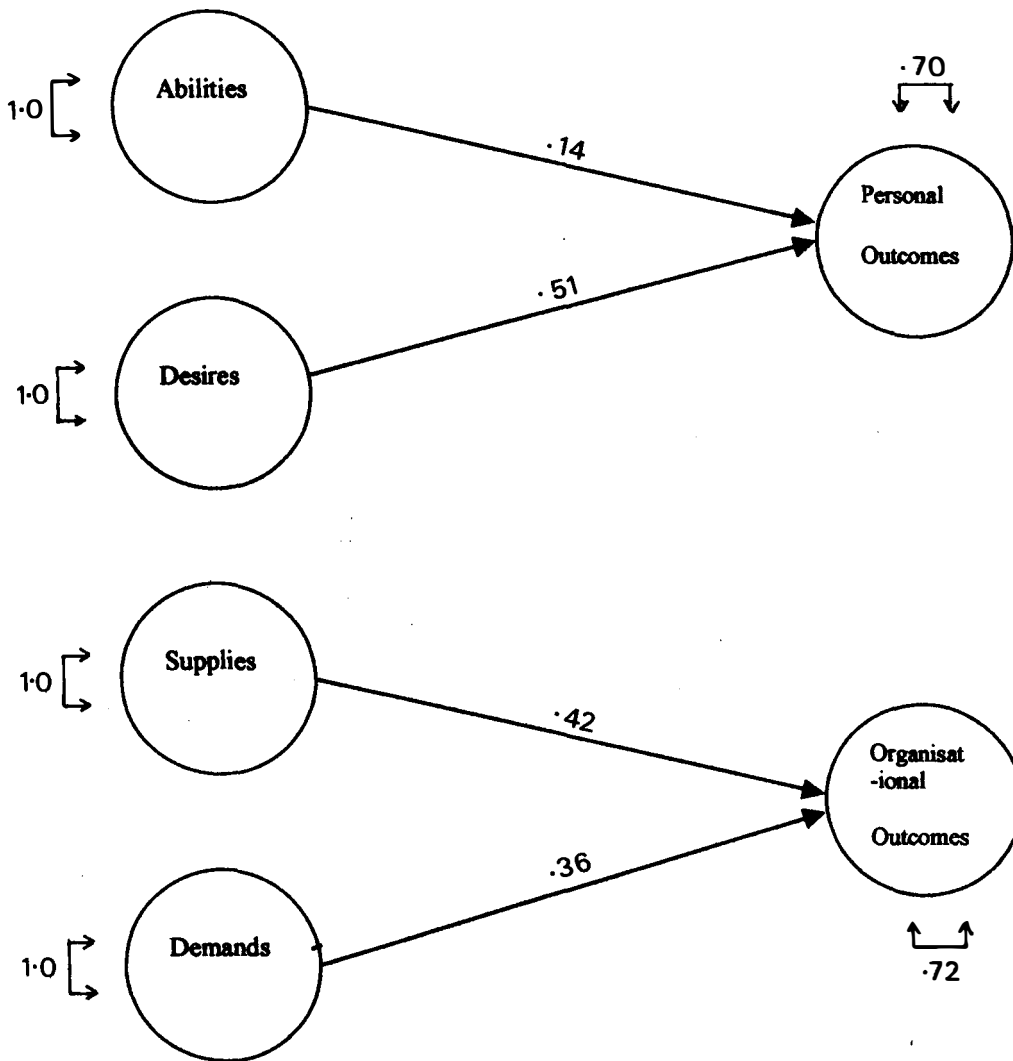 Abilities
1.0
.70
.14
Personal
Outcomes
.51
Desires
1.0
Supplies
1.0
.42
Organisat
-ional
Outcomes
.36
Demands
1.0
.72